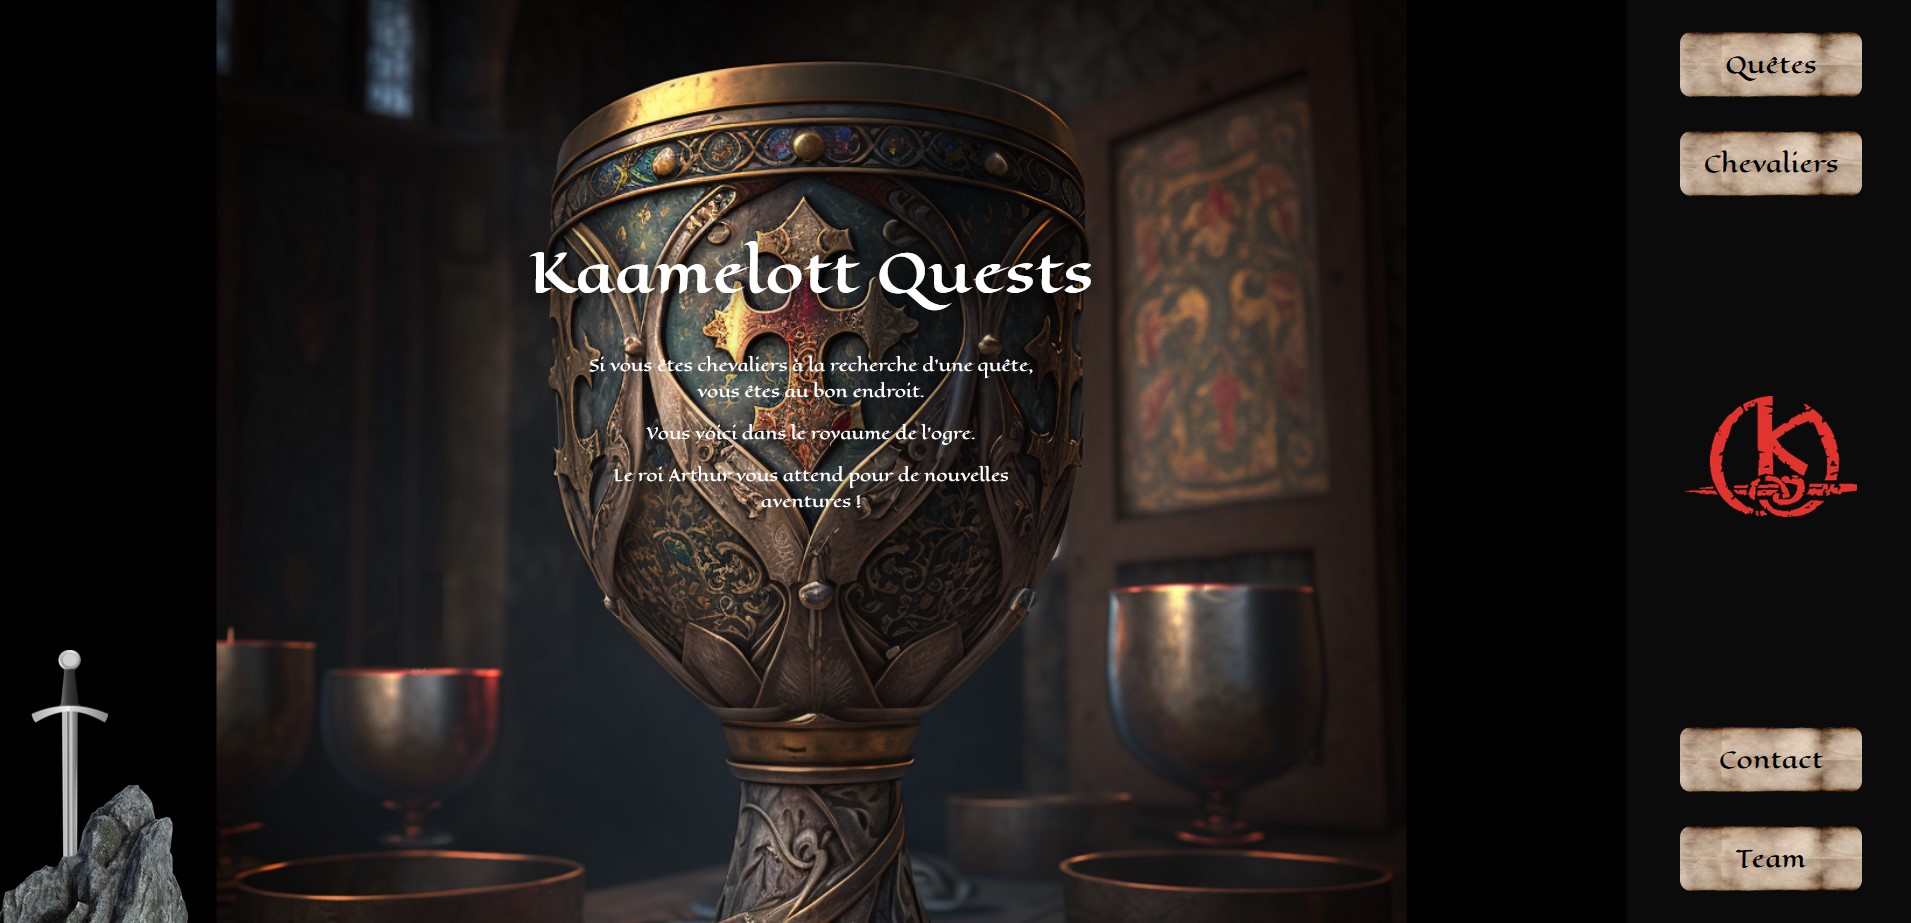 Kaamelott Quests
Si vous êtes chevaliers à la recherche d'une quête,
vous êtes au bon endroit.
Vous voici dans le royaume de l'ogre.
Le roi Arthur vous attend pour de nouvelles
aventures !
Quêtes
Chevaliers
K
Contact
Team